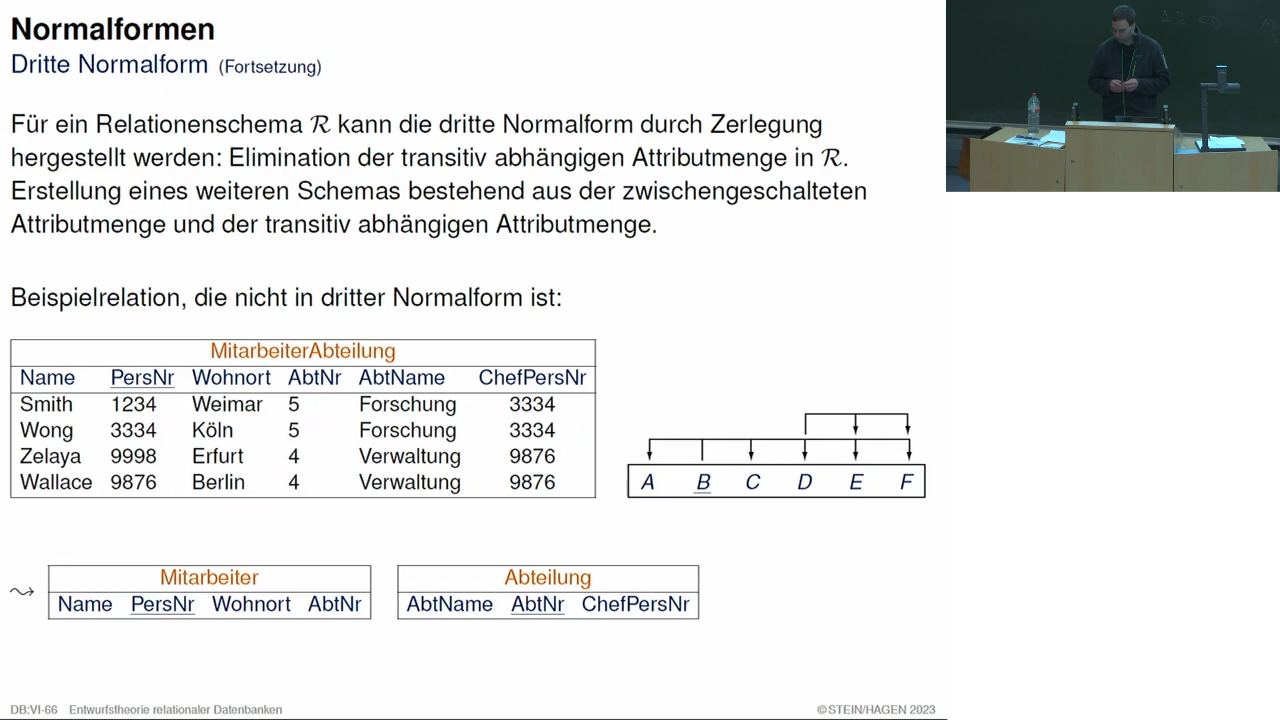 Normalformen
Dritte Normalform (Fortsetzung)
Für ein Relationenschema R kann die dritte Normalform durch Zerlegung
hergestellt werden: Elimination der transitiv abhängigen Attributmenge in R.
Erstellung eines weiteren Schemas bestehend aus der zwischengeschalteten
Attributmenge und der transitiv abhängigen Attributmenge.
Beispielrelation, die nicht in dritter Normalform ist:
MitarbeiterAbteilung
Name PersNr Wohnort AbtNr AbtName ChefPersNr
Smith 1234 Weimar 5 Forschung 3334
Wong 3334 Köln 5 Forschung 3334
Zelaya 9998 Erfurt 4 Verwaltung 9876
Wallace 9876 Berlin 4 Verwaltung 9876
A B C D E F
⇝ Mitarbeiter
Name PersNr Wohnort AbtNr
Abteilung
AbtName AbtNr ChefPersNr
DB:VI-66 Entwurfstheorie relationaler Datenbanken
©STEIN/HAGEN 2023